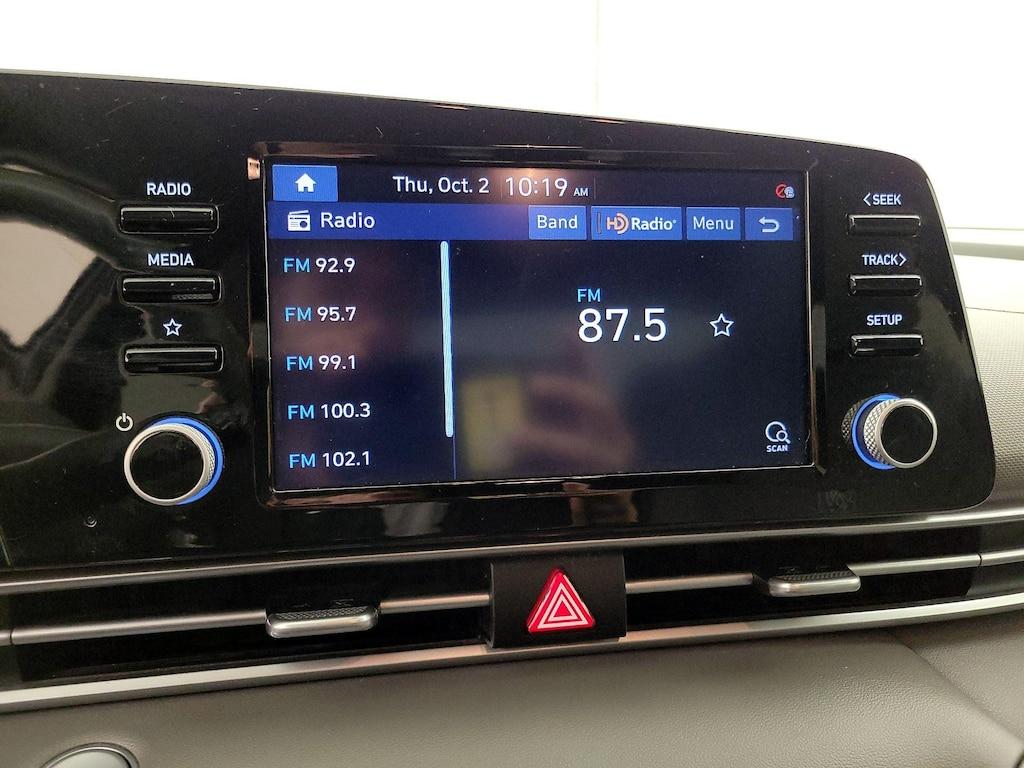 RADIO
MEDIA
Thu, Oct. 2 10:19 AM
Radio Band HD Radio Menu
FM 92.9
FM 95.7
FM 99.1
FM 100.3
FM 102.1
FM
87.5
SCAN
<SEEK
TRACK>
SETUP